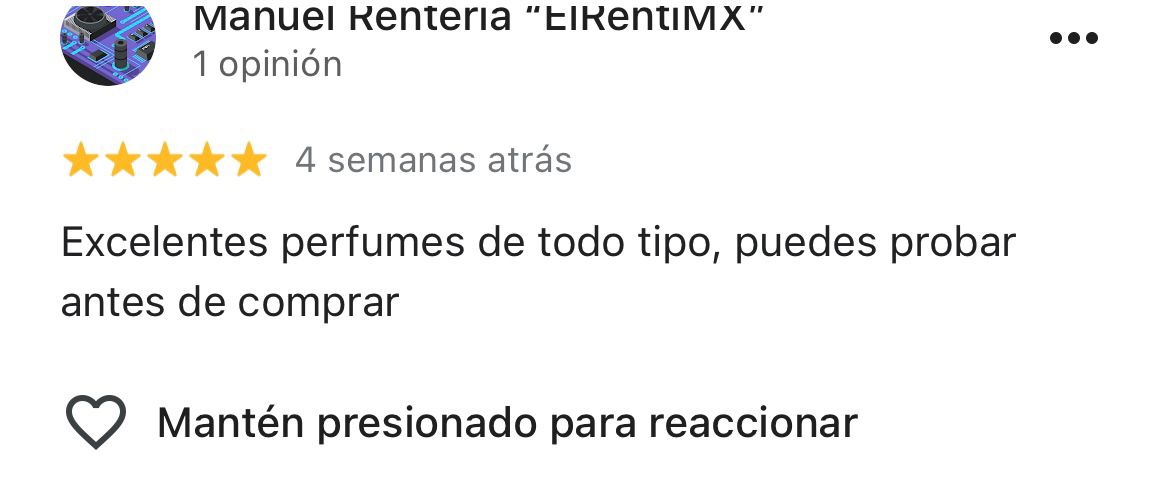 Manuel Renteria “ElRentiMX”
1 opinión
4 semanas atrás
Excelentes perfumes de todo tipo, puedes probar
antes de comprar
Mantén presionado para reaccionar